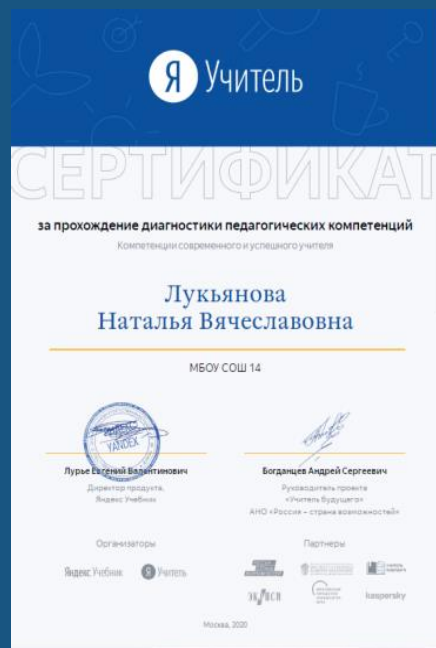 Я Учитель
СЕРТИФИКАТ
за прохождение диагностики педагогических компетенций
Компетенции современного и успешного учителя
Лукьянова
Наталья Вячеславовна
МБОУ СОШ 14
YANDEX
Лурье Евгений Валентинович
Директор продукта,
Яндекс Учебник
Богданцев Андрей Сергеевич
Руководитель проекта
«Учитель будущего»
АНО «Россия – страна возможностей»
Организаторы
Партнеры
Яндекс Учебник
Я Учитель
kaspersky
Москва, 2020